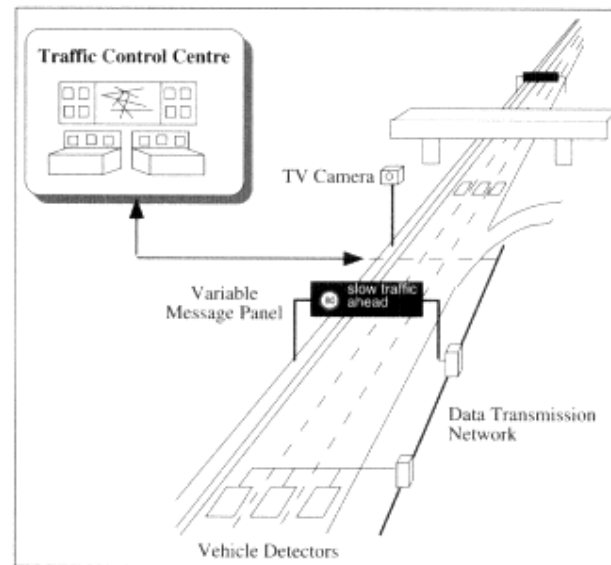 Traffic Control Centre
TV Camera
Variable
Message Panel
slow traffic
ahead
Data Transmission
Network
Vehicle Detectors